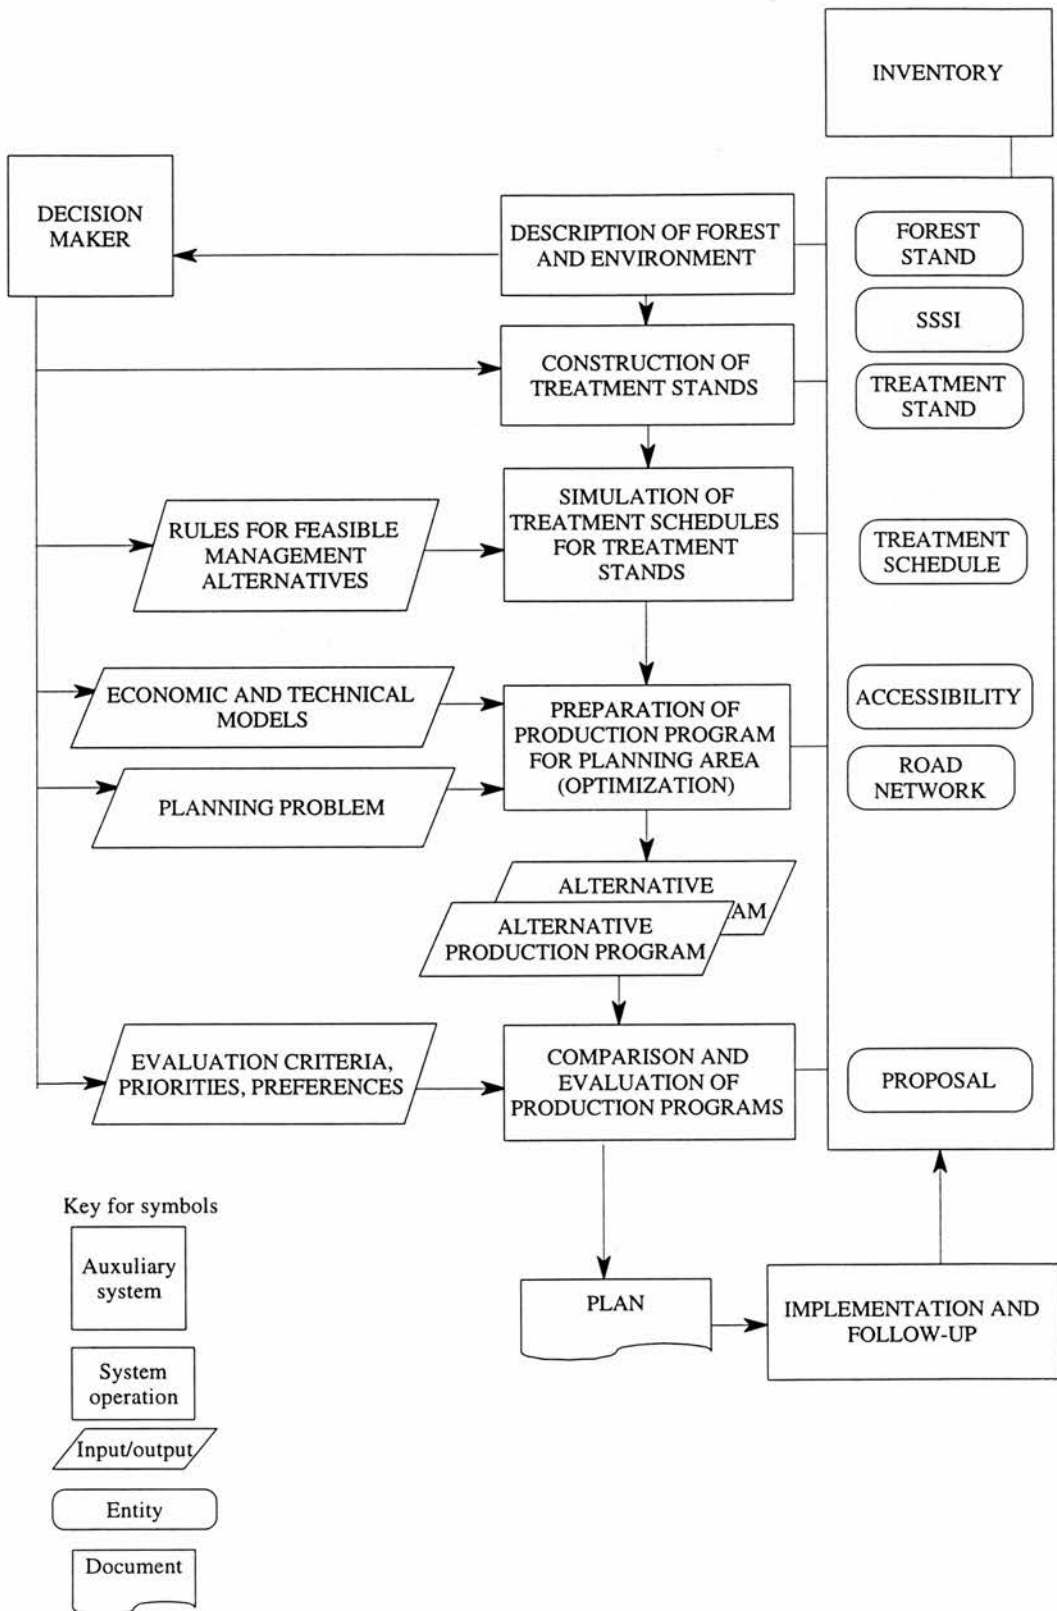 INVENTORY
DECISION
MAKER
DESCRIPTION OF FOREST
AND ENVIRONMENT
FOREST
STAND
SSSI
CONSTRUCTION OF
TREATMENT STANDS
TREATMENT
STAND
RULES FOR FEASIBLE
MANAGEMENT
ALTERNATIVES
SIMULATION OF
TREATMENT SCHEDULES
FOR TREATMENT
STANDS
TREATMENT
SCHEDULE
ECONOMIC AND TECHNICAL
MODELS
PLANNING PROBLEM
PREPARATION OF
PRODUCTION PROGRAM
FOR PLANNING AREA
(OPTIMIZATION)
ACCESSIBILITY
ROAD
NETWORK
ALTERNATIVE
AM
ALTERNATIVE
PRODUCTION PROGRAM
EVALUATION CRITERIA,
PRIORITIES, PREFERENCES
COMPARISON AND
EVALUATION OF
PRODUCTION PROGRAMS
PROPOSAL
PLAN
IMPLEMENTATION AND
FOLLOW-UP
Key for symbols
Auxuliary
system
System
operation
Input/output
Entity
Document